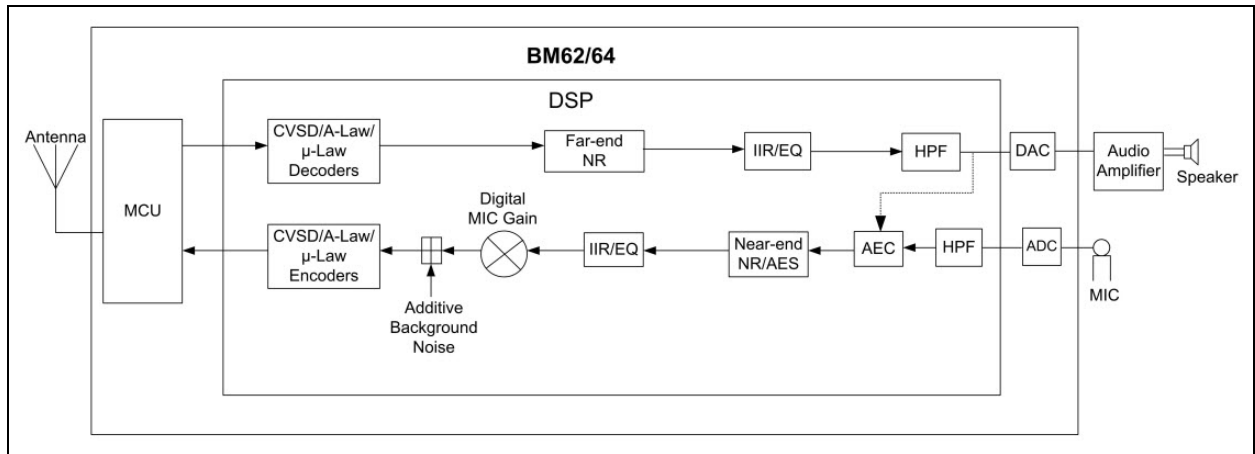 BM62/64
DSP
Antenna
MCU
CVSD/A-Law/
μ-Law
Decoders
Far-end
NR
IIR/EQ
HPF
DAC
Audio
Amplifier
Speaker
CVSD/A-Law/
μ-Law
Encoders
Digital
MIC Gain
Additive
Background
Noise
IIR/EQ
Near-end
NR/AES
AEC
HPF
ADC
MIC